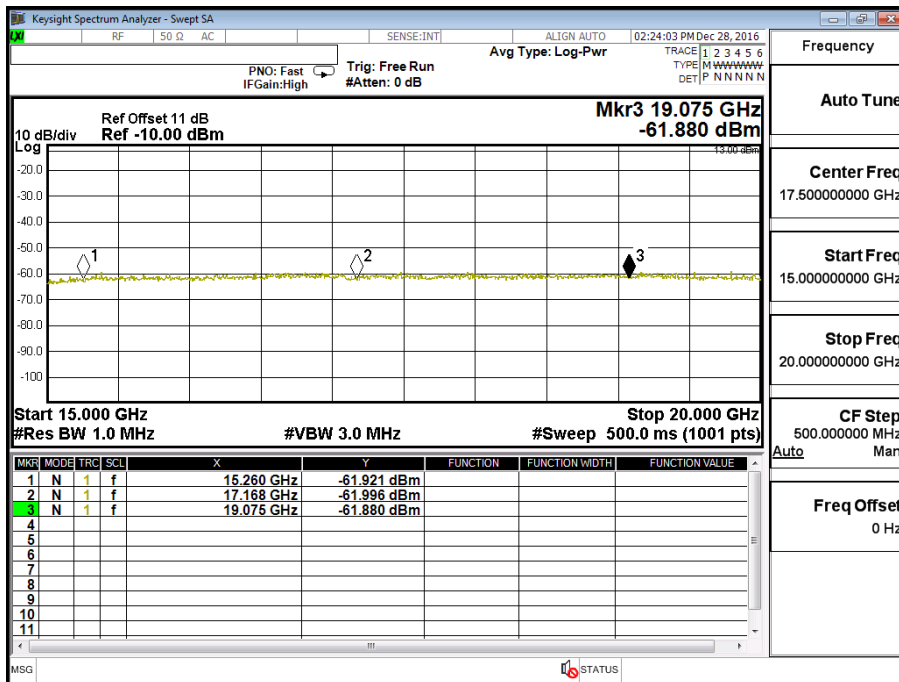 Keysight Spectrum Analyzer - Swept SA
LXI RF 50 Ω AC SENSE:INT ALIGN AUTO 02:24:03 PM Dec 28, 2016
Avg Type: Log-Pwr TRACE 1 2 3 4 5 6
TYPE M W W W W W
DET P N N N N N
PNO: Fast Trig: Free Run
IFGain:High #Atten: 0 dB
Frequency
Auto Tune
Center Freq
17.500000000 GHz
Start Freq
15.000000000 GHz
Stop Freq
20.000000000 GHz
CF Step
500.000000 MHz
Auto Man
Freq Offset
0 Hz
Mkr3 19.075 GHz
-61.880 dBm
Ref Offset 11 dB
10 dB/div Ref -10.00 dBm
Log
-13.00 dBm
-20.0
-30.0
-40.0
-50.0
-60.0
-70.0
-80.0
-90.0
-100
1
2
3
Start 15.000 GHz Stop 20.000 GHz
#Res BW 1.0 MHz #VBW 3.0 MHz #Sweep 500.0 ms (1001 pts)
MKR MODE TRC SCL X Y FUNCTION FUNCTION WIDTH FUNCTION VALUE
1 N 1 f 15.260 GHz -61.921 dBm
2 N 1 f 17.168 GHz -61.996 dBm
3 N 1 f 19.075 GHz -61.880 dBm
4
5
6
7
8
9
10
11
MSG STATUS